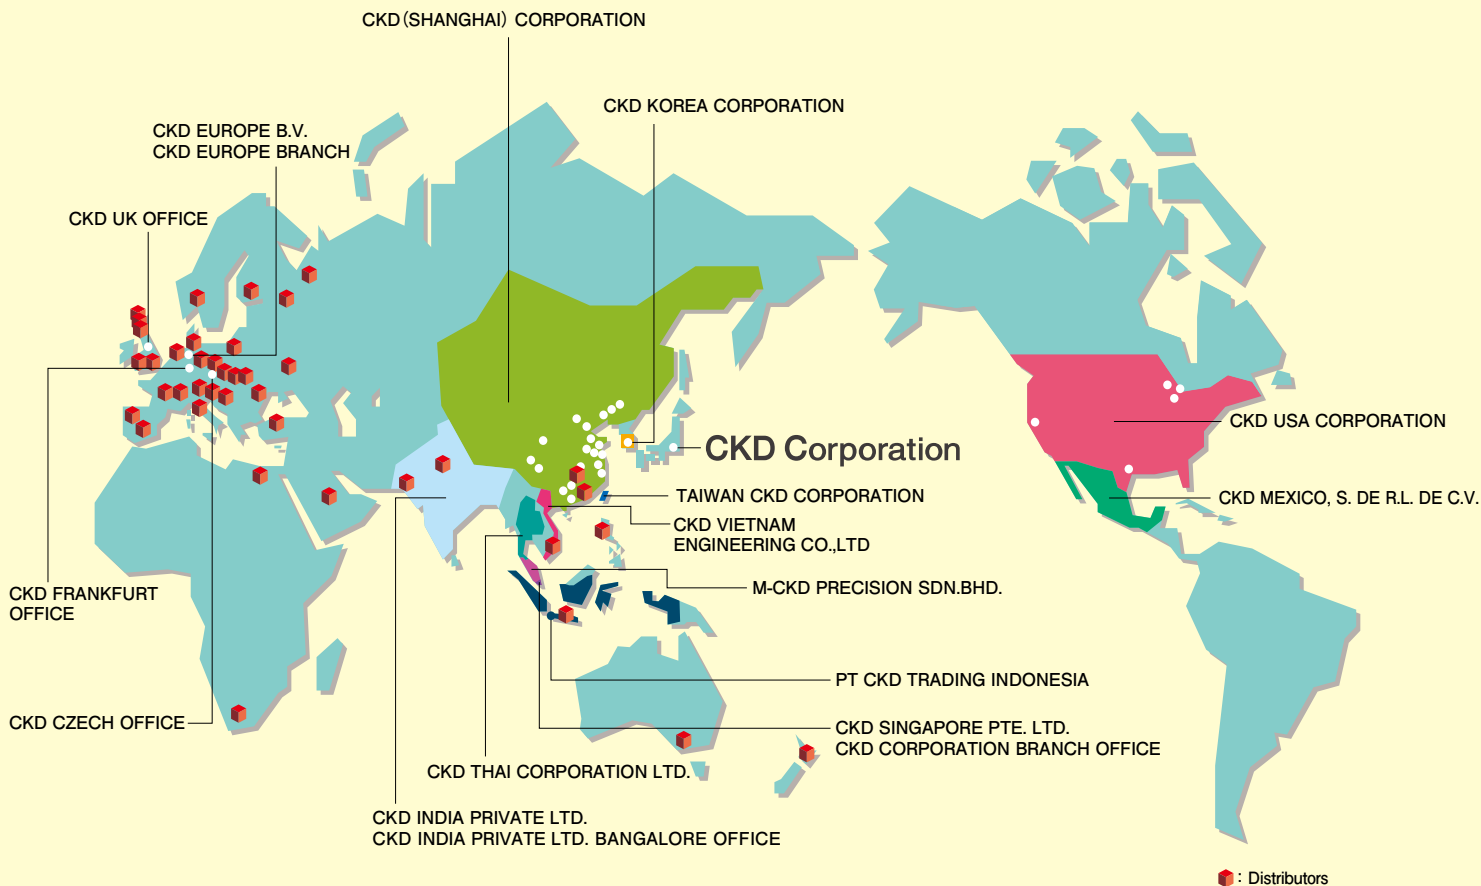 CKD(SHANGHAI) CORPORATION
CKD KOREA CORPORATION
CKD EUROPE B.V.
CKD EUROPE BRANCH
CKD UK OFFICE
CKD USA CORPORATION
CKD Corporation
TAIWAN CKD CORPORATION
CKD MEXICO, S. DE R.L. DE C.V.
CKD VIETNAM
ENGINEERING CO.,LTD
M-CKD PRECISION SDN.BHD.
CKD FRANKFURT
OFFICE
PT CKD TRADING INDONESIA
CKD CZECH OFFICE
CKD SINGAPORE PTE. LTD.
CKD CORPORATION BRANCH OFFICE
CKD THAI CORPORATION LTD.
CKD INDIA PRIVATE LTD.
CKD INDIA PRIVATE LTD. BANGALORE OFFICE
: Distributors